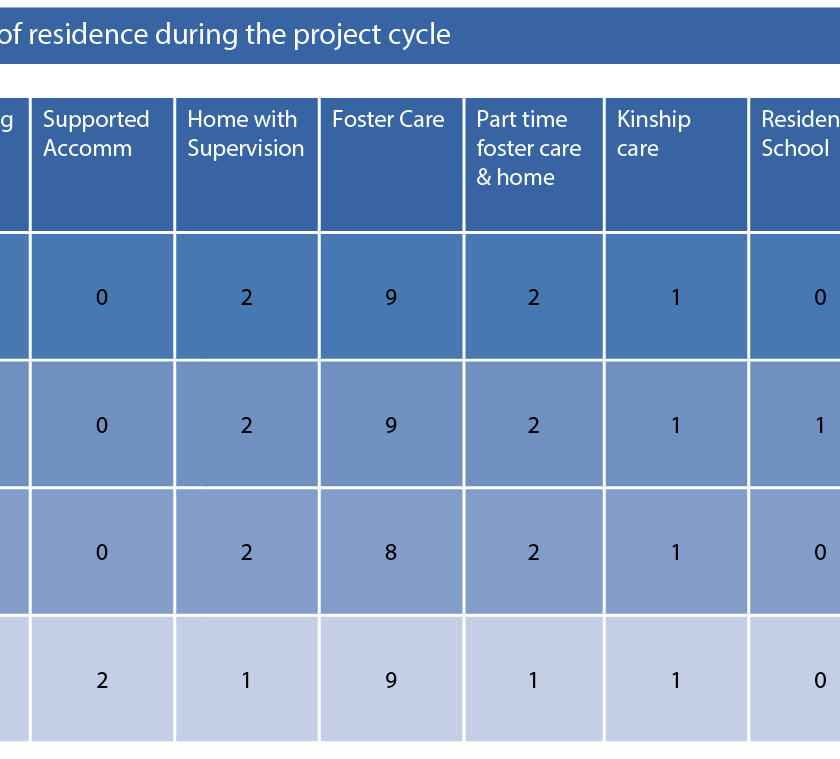 of residence during the project cycle
g Supported Home with Foster Care Part time Kinship Residen
Accomm Supervision foster care care School
& home
0 2 9 2 1 0
0 2 9 2 1 1
0 2 8 2 1 0
2 1 9 1 1 0